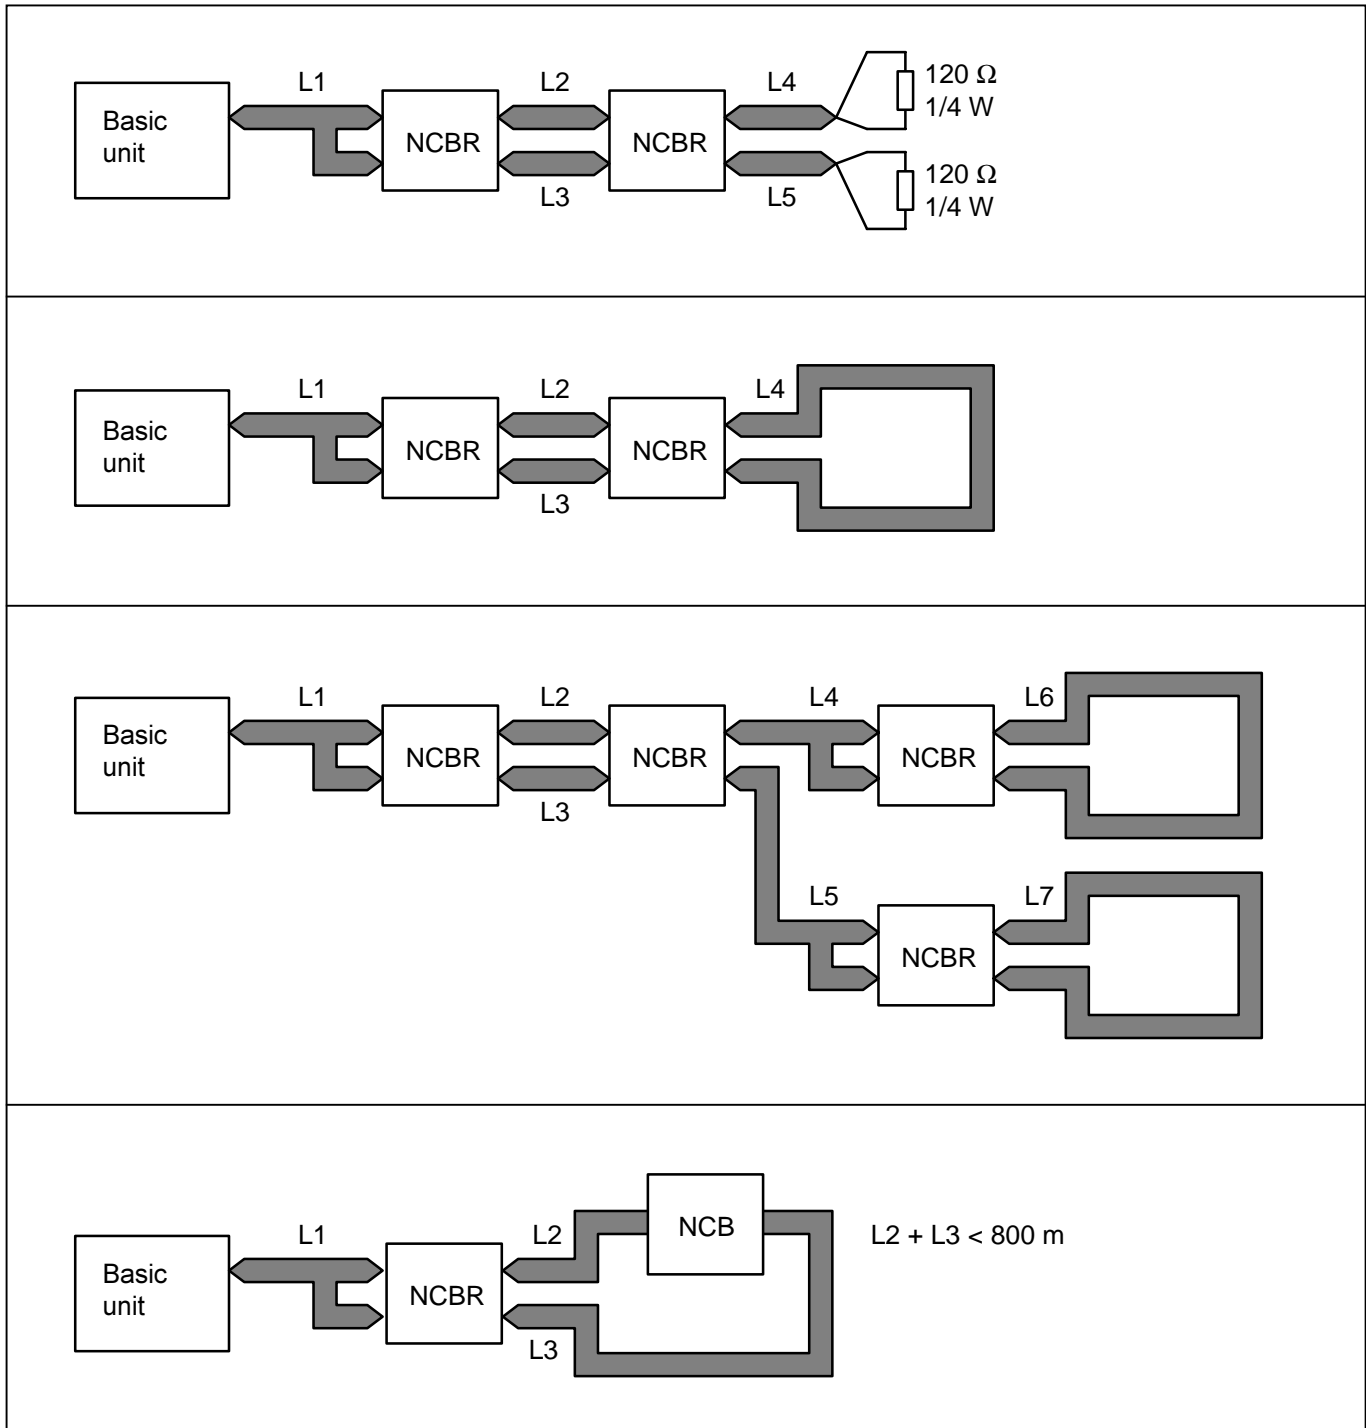 L1
L2
L4
120 Ω
1/4 W
Basic
unit
NCBR
NCBR
120 Ω
1/4 W
L3
L5
L1
L2
L4
Basic
unit
NCBR
NCBR
L3
L1
L2
L4
L6
Basic
unit
NCBR
NCBR
NCBR
L3
L5
L7
NCBR
L1
L2
NCB
L2 + L3 < 800 m
Basic
unit
NCBR
L3